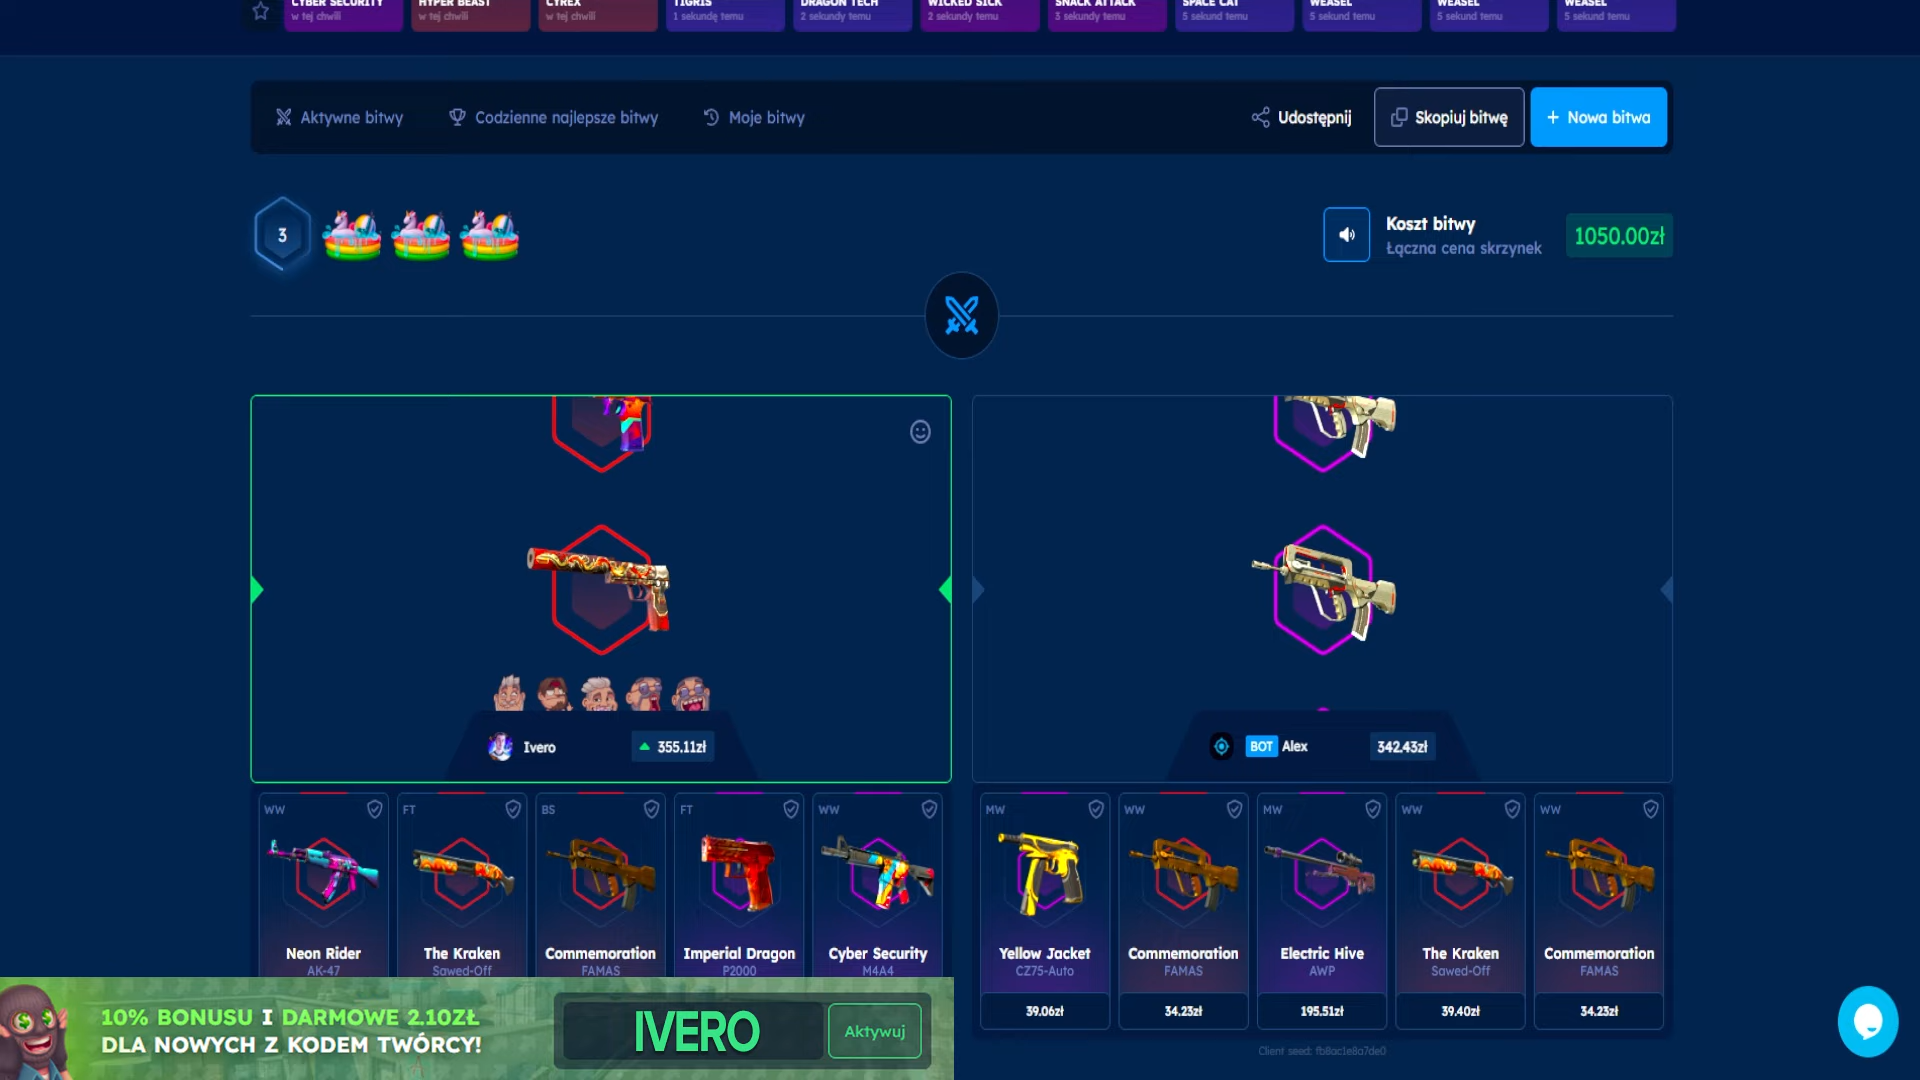 CYBER SECURITY
w tej chwili
HYPER BEAST
w tej chwili
CYREX
w tej chwili
TIGRIS
1 sekundę temu
DRAGON TECH
2 sekundy temu
WICKED SICK
2 sekundy temu
SNACK ATTACK
3 sekundy temu
SPACE CAT
5 sekund temu
WEASEL
5 sekund temu
WEASEL
5 sekund temu
WEASEL
5 sekund temu
Aktywne bitwy
Codzienne najlepsze bitwy
Moje bitwy
Udostępnij
Skopiuj bitwę
+ Nowa bitwa
3
Koszt bitwy
Łączna cena skrzynek
1050.00zł
Ivero
355.11zł
BOT Alex
342.43zł
WW
Neon Rider
AK-47
FT
The Kraken
Sawed-Off
BS
Commemoration
FAMAS
FT
Imperial Dragon
P2000
WW
Cyber Security
M4A4
MW
Yellow Jacket
CZ75-Auto
39.06zł
WW
Commemoration
FAMAS
34.23zł
MW
Electric Hive
AWP
195.51zł
WW
The Kraken
Sawed-Off
39.40zł
WW
Commemoration
FAMAS
34.23zł
10% BONUSU I DARMOWE 2.10ZŁ
DLA NOWYCH Z KODEM TWÓRCY!
IVERO
Aktywuj
Client seed: fb8ac1e8a7de0